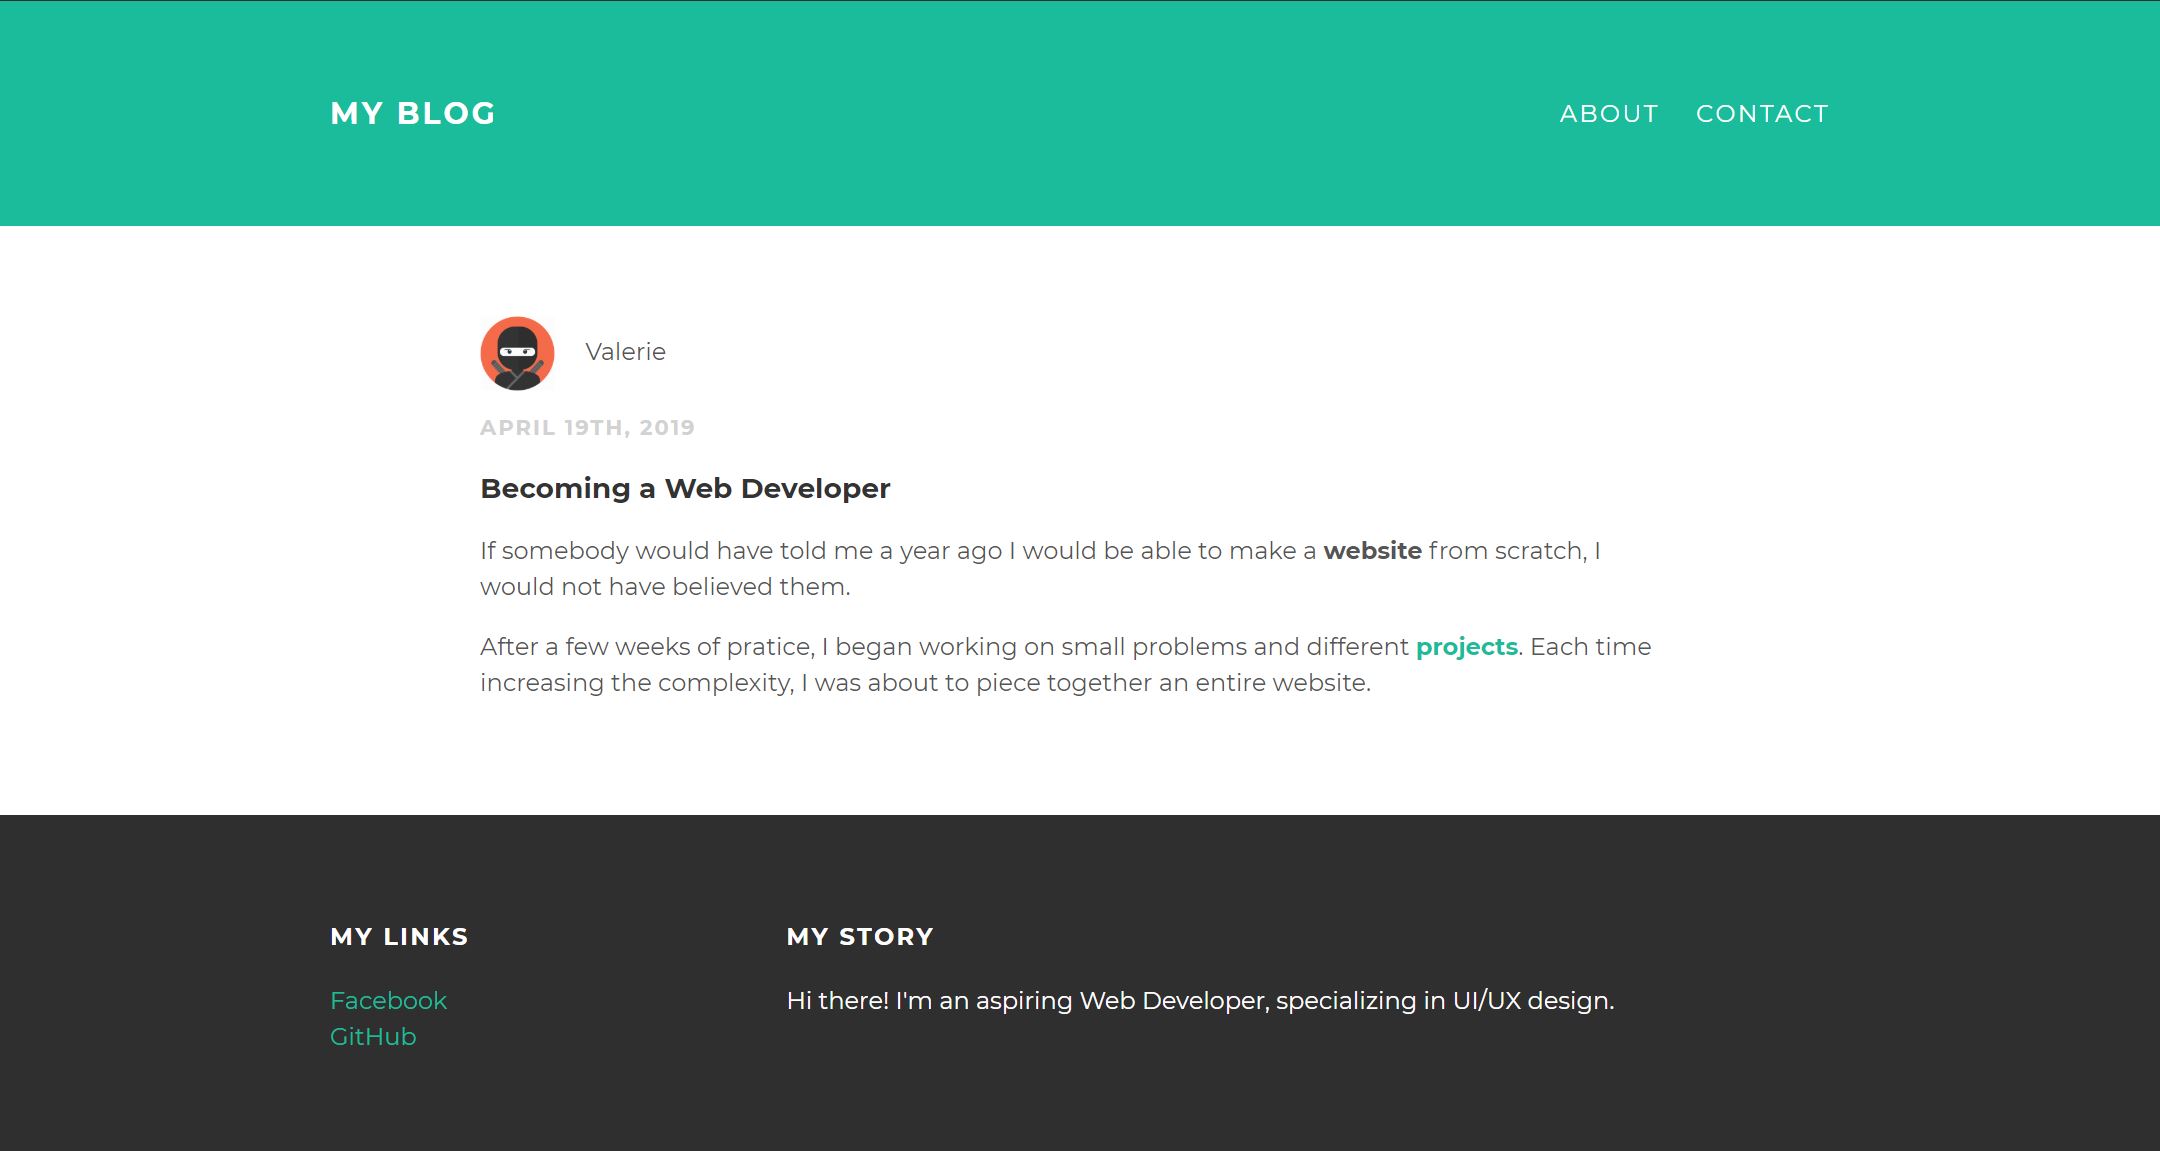 MY BLOG
ABOUT CONTACT
Valerie
APRIL 19TH, 2019
Becoming a Web Developer
If somebody would have told me a year ago I would be able to make a website from scratch, I
would not have believed them.
After a few weeks of pratice, I began working on small problems and different projects. Each time
increasing the complexity, I was about to piece together an entire website.
MY LINKS
Facebook
GitHub
MY STORY
Hi there! I'm an aspiring Web Developer, specializing in UI/UX design.